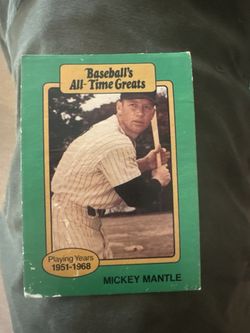 Baseball's
All-Time Greats
Playing Years
1951-1968
MICKEY MANTLE